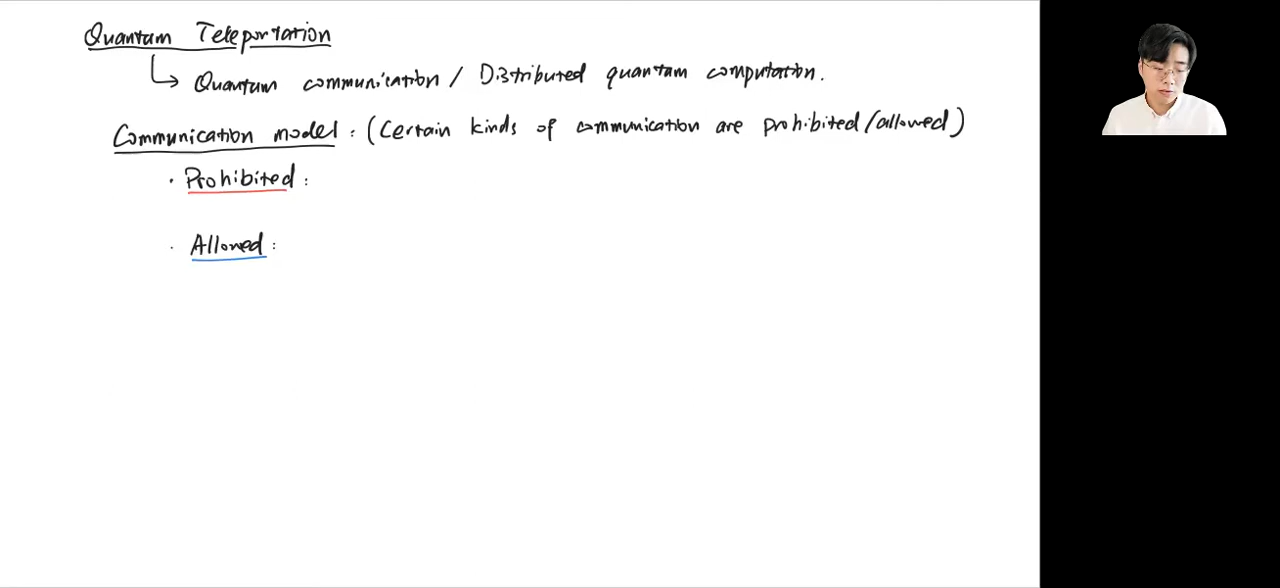 Quantum Teleportation
↳ Quantum communication / Distributed quantum computation.
Communication model : (Certain kinds of communication are prohibited/allowed)
· Prohibited :
· Allowed :